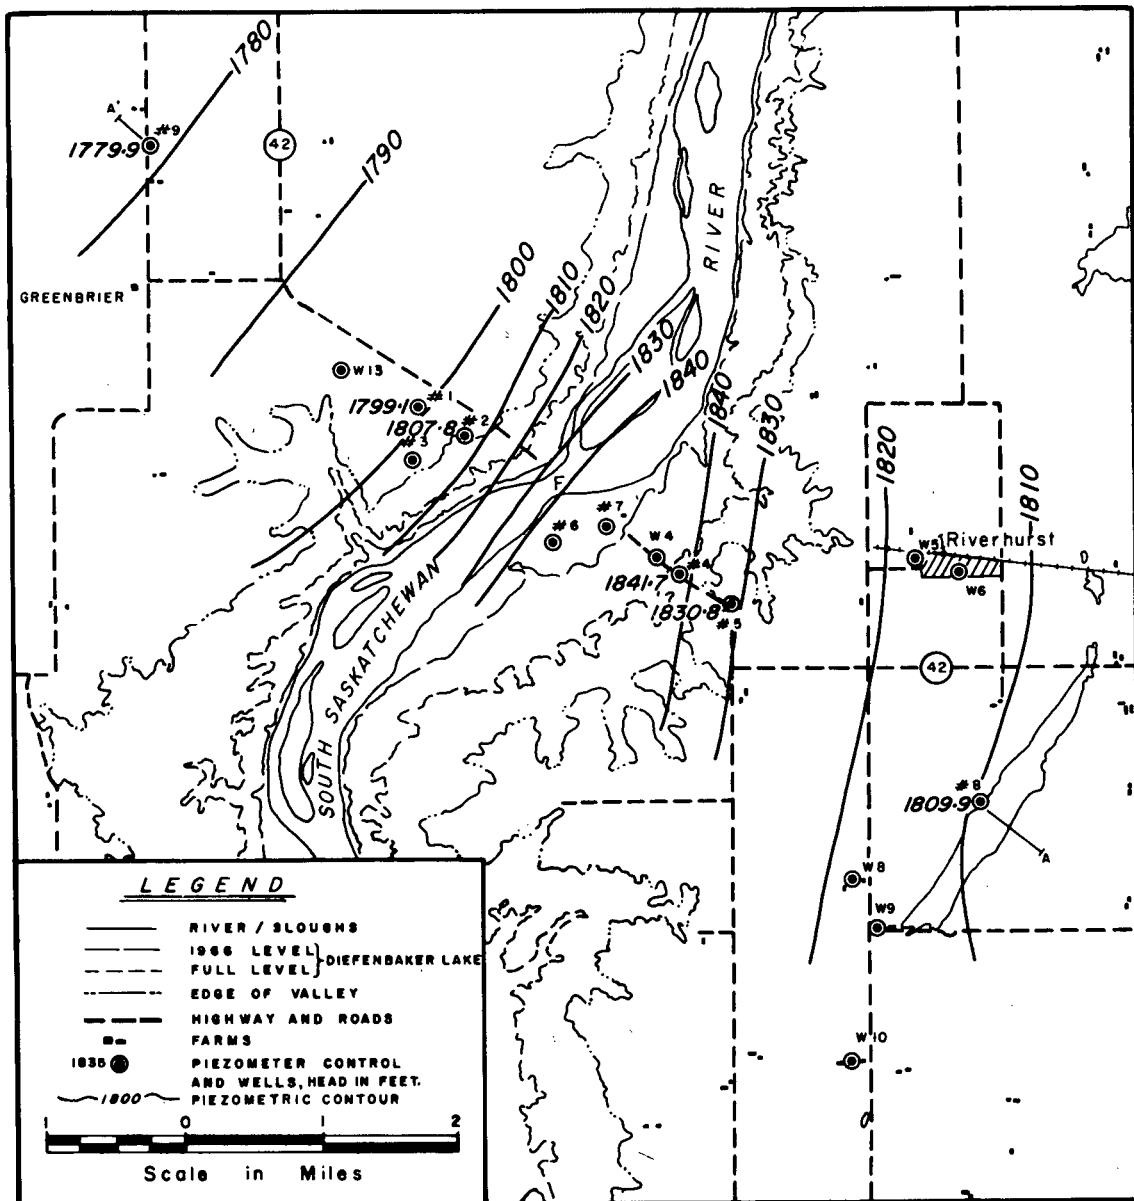 1780
A'
#9
1779.9
42
1790
RIVER
GREENBRIER
1800
1810
1820
1830
1840
1840
1830
W13
#1
1799.1
1807.8
#2
#3
1820
1810
F
#7
#6
W4
#4
1841.7
1830.8
#5
W5
Riverhurst
W6
42
SOUTH SASKATCHEWAN
#8
1809.9
A
W8
W9
W10
LEGEND
RIVER / SLOUGHS
1966 LEVEL
FULL LEVEL
DIEFENBAKER LAKE
EDGE OF VALLEY
HIGHWAY AND ROADS
FARMS
1835 PIEZOMETER CONTROL
AND WELLS, HEAD IN FEET.
1800 PIEZOMETRIC CONTOUR
1 0 1 2
Scale in Miles